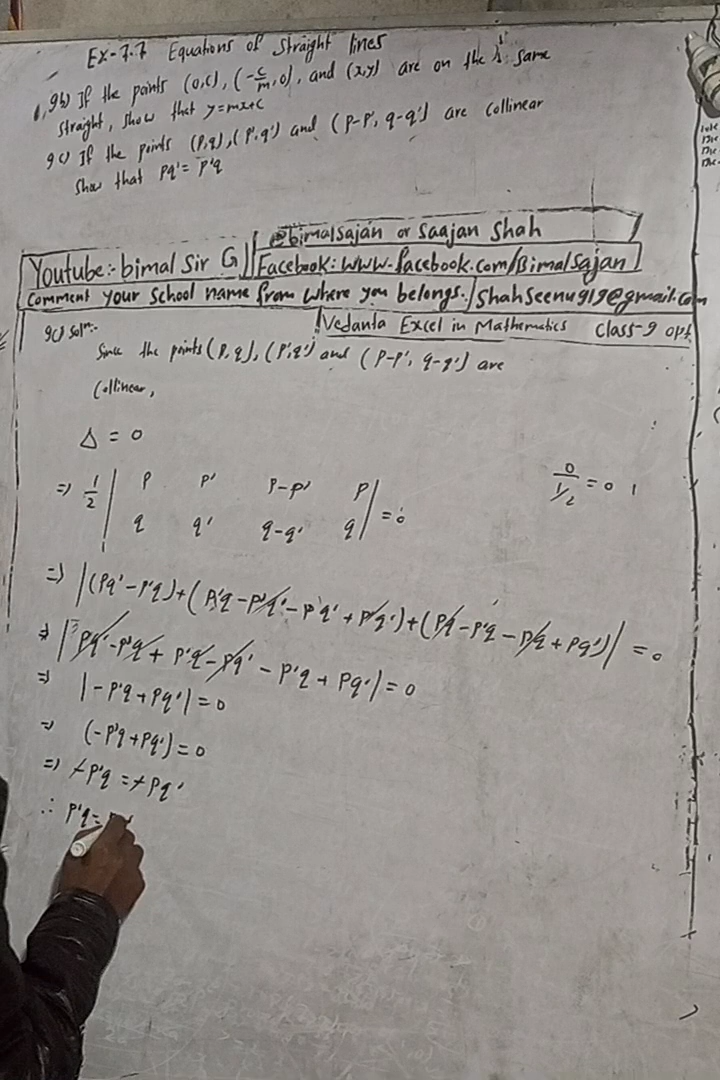 Ex-7.7 Equations of straight lines
9b) If the points (0,c), (-c/m, 0), and (x,y) are on the same
straight, show that y=mx+c
9c) If the points (P,q), (P',q') and (P-P', q-q') are collinear
Show that Pq' = P'q
@bimalsajan or Saajan Shah
Youtube:- bimal Sir G
Facebook: www.facebook.com/Bimalsajan
Comment your School name from where you belongs.
Shahseenu919@gmail.com
Vedanta Excel in Mathematics Class-9 opt
9c) Soln:-
Since the points (P, q), (P',q') and (P-P', q-q') are
Collinear,
Δ = 0
=> 1/2 | P P' P-P' P |
| q q' q-q' q | = 0
0/1/2 = 0
=> |(Pq'-P'q)+(P'q-P'q'-Pq'+P'q')+(Pq-P'q-Pq+Pq')| = 0
=> |Pq'-P'q+P'q-Pq'-P'q+Pq'| = 0
=> |-P'q+Pq'| = 0
=> (-P'q+Pq') = 0
=> +P'q = +Pq'
∴ P'q =